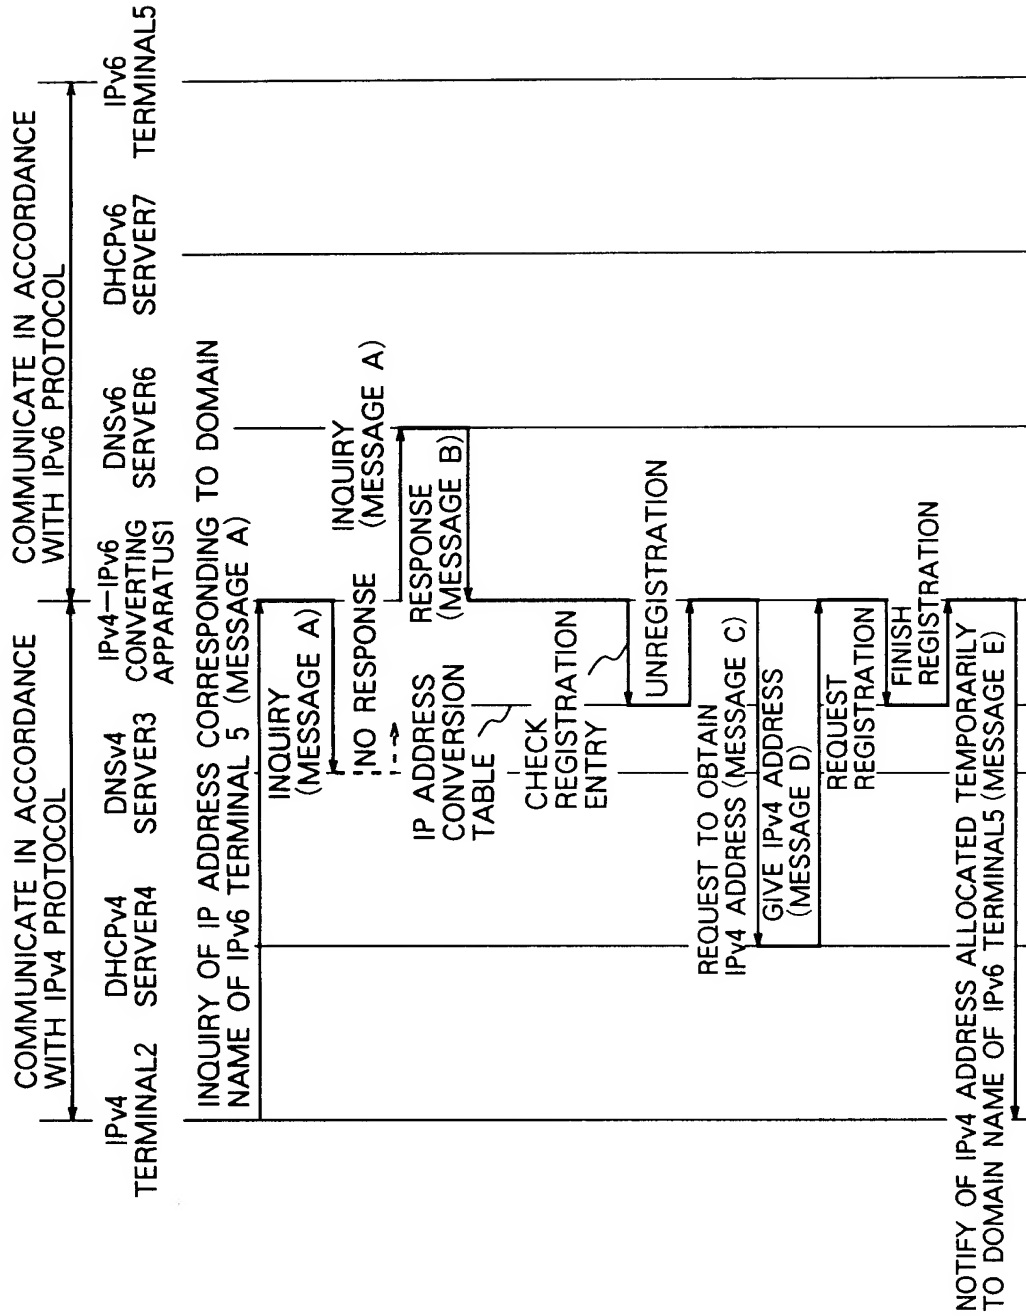 COMMUNICATE IN ACCORDANCE
WITH IPv4 PROTOCOL
COMMUNICATE IN ACCORDANCE
WITH IPv6 PROTOCOL
IPv4
TERMINAL2
DHCPv4
SERVER4
DNSv4
SERVER3
IPv4—IPv6
CONVERTING
APPARATUS1
DNSv6
SERVER6
DHCPv6
SERVER7
IPv6
TERMINAL5
INQUIRY OF IP ADDRESS CORRESPONDING TO DOMAIN
NAME OF IPv6 TERMINAL 5 (MESSAGE A)
INQUIRY
(MESSAGE A)
NO RESPONSE
INQUIRY
(MESSAGE A)
RESPONSE
(MESSAGE B)
IP ADDRESS
CONVERSION
TABLE
CHECK
REGISTRATION
ENTRY
UNREGISTRATION
REQUEST TO OBTAIN
IPv4 ADDRESS (MESSAGE C)
GIVE IPv4 ADDRESS
(MESSAGE D)
REQUEST
REGISTRATION
FINISH
REGISTRATION
NOTIFY OF IPv4 ADDRESS ALLOCATED TEMPORARILY
TO DOMAIN NAME OF IPv6 TERMINAL5 (MESSAGE E)